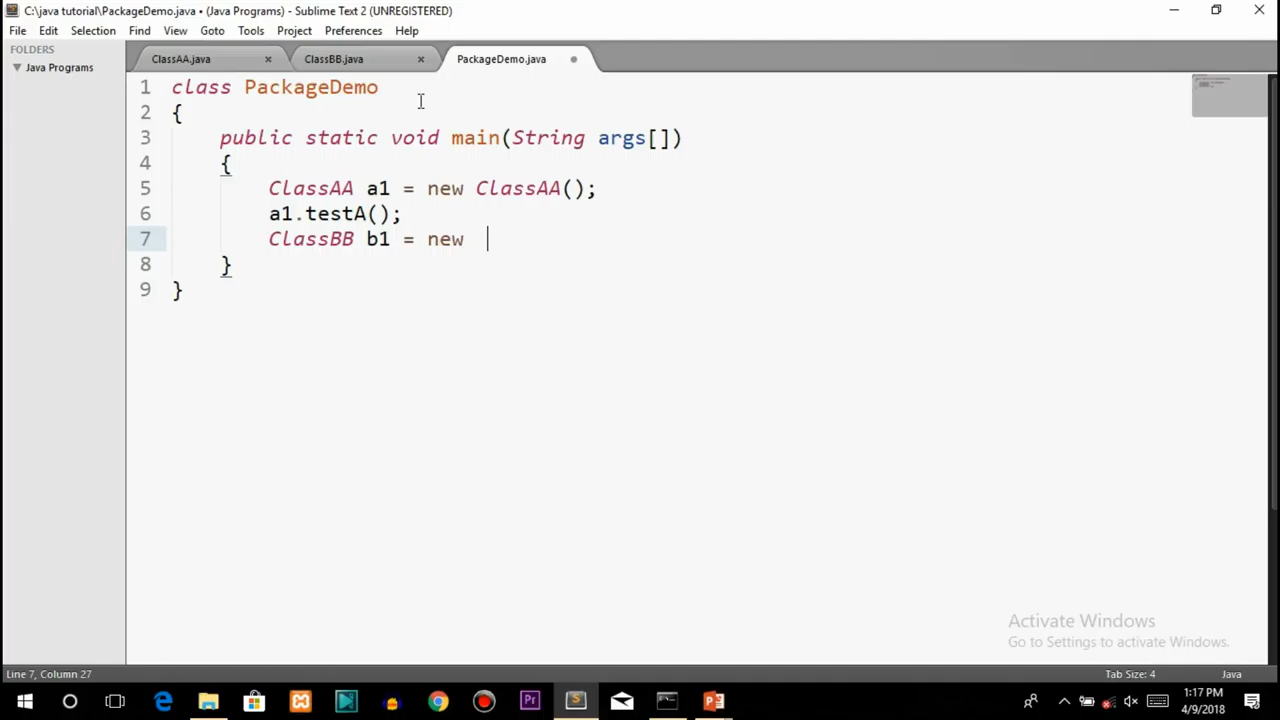 C:\java tutorial\PackageDemo.java • (Java Programs) - Sublime Text 2 (UNREGISTERED)
File Edit Selection Find View Goto Tools Project Preferences Help
FOLDERS
Java Programs
ClassAA.java × ClassBB.java × PackageDemo.java
1 class PackageDemo
2 {
3 public static void main(String args[])
4 {
5 ClassAA a1 = new ClassAA();
6 a1.testA();
7 ClassBB b1 = new
8 }
9 }
Activate Windows
Go to Settings to activate Windows.
Line 7, Column 27 Tab Size: 4 Java
Pr S P
1:17 PM
4/9/2018